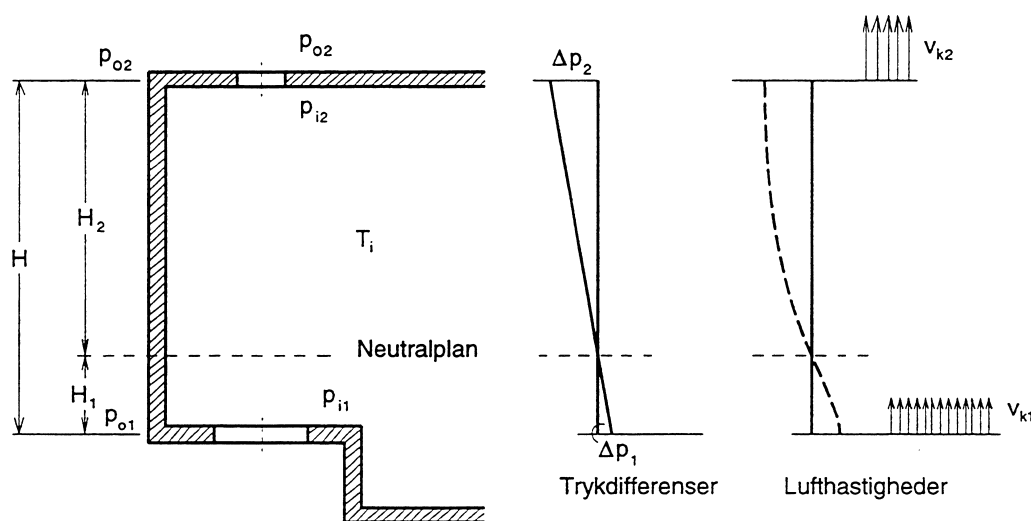 p_o2
p_o2
p_i2
H
H_2
T_i
Neutralplan
H_1
p_o1
p_i1
Δp_2
Δp_1
Trykdifferenser
v_k2
v_k1
Lufthastigheder